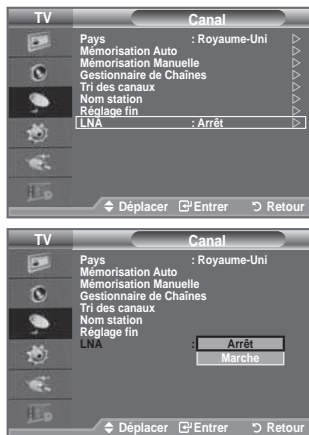 TV Canal
Pays : Royaume-Uni
Mémorisation Auto
Mémorisation Manuelle
Gestionnaire de Chaînes
Tri des canaux
Nom station
Réglage fin
LNA : Arrêt
Déplacer Entrer Retour
TV Canal
Pays : Royaume-Uni
Mémorisation Auto
Mémorisation Manuelle
Gestionnaire de Chaînes
Tri des canaux
Nom station
Réglage fin
LNA : Arrêt
Marche
Déplacer Entrer Retour